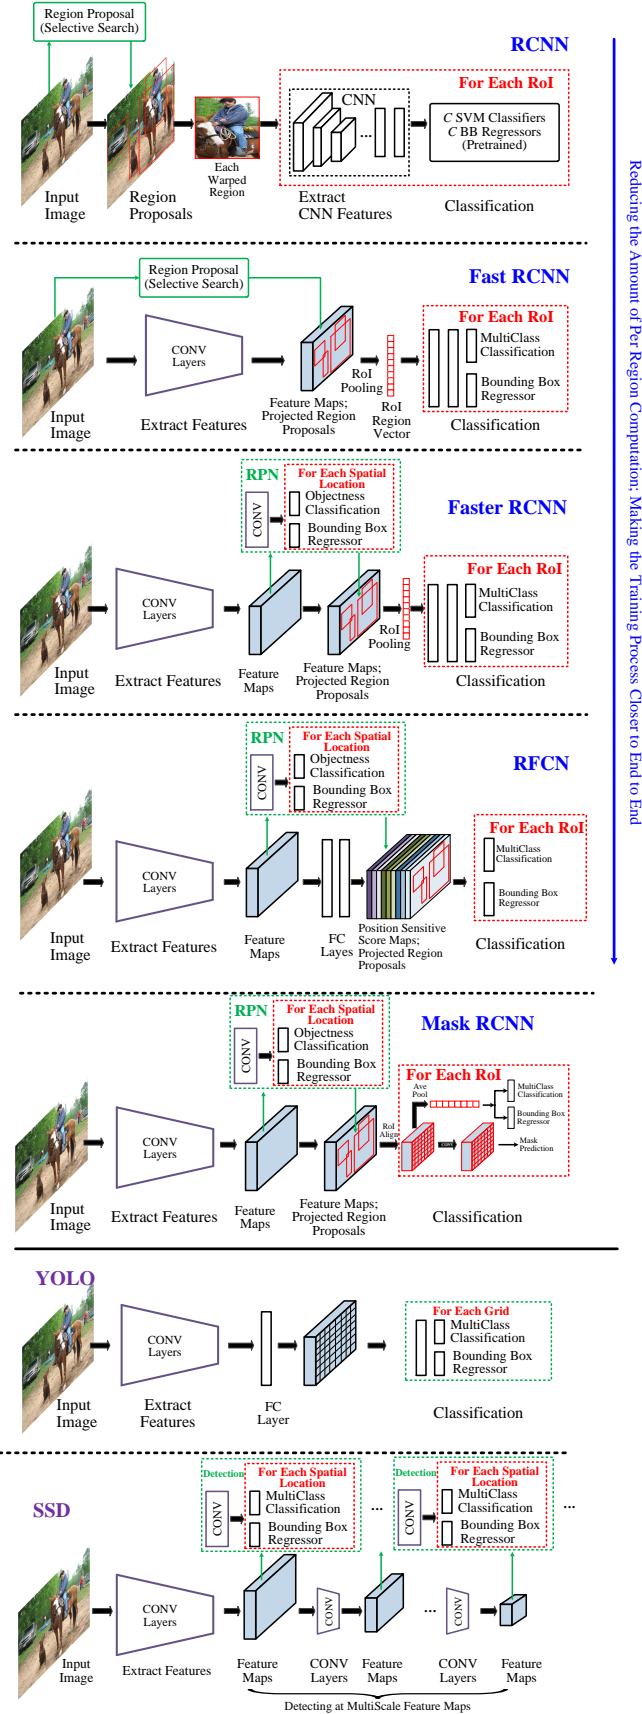 Region Proposal
(Selective Search)
RCNN
For Each RoI
CNN
C SVM Classifiers
C BB Regressors
(Pretrained)
Input
Image
Region
Proposals
Each
Warped
Region
Extract
CNN Features
Classification
Region Proposal
(Selective Search)
Fast RCNN
For Each RoI
CONV
Layers
MultiClass
Classification
Bounding Box
Regressor
RoI
Pooling
Input
Image
Extract Features
Feature Maps;
Projected Region
Proposals
RoI
Region
Vector
Classification
RPN
For Each Spatial
Location
CONV
Objectness
Classification
Bounding Box
Regressor
Faster RCNN
For Each RoI
CONV
Layers
MultiClass
Classification
Bounding Box
Regressor
RoI
Pooling
Input
Image
Extract Features
Feature
Maps
Feature Maps;
Projected Region
Proposals
Classification
RPN
For Each Spatial
Location
CONV
Objectness
Classification
Bounding Box
Regressor
RFCN
For Each RoI
CONV
Layers
MultiClass
Classification
Bounding Box
Regressor
Input
Image
Extract Features
Feature
Maps
FC
Layes
Position Sensitive
Score Maps;
Projected Region
Proposals
Classification
Reducing the Amount of Per Region Computation; Making the Training Process Closer to End to End
RPN
For Each Spatial
Location
CONV
Objectness
Classification
Bounding Box
Regressor
Mask RCNN
For Each RoI
Ave
Pool
MultiClass
Classification
Bounding Box
Regressor
CONV
Layers
RoI
Align
CONV
Mask
Prediction
Input
Image
Extract Features
Feature
Maps
Feature Maps;
Projected Region
Proposals
Classification
YOLO
CONV
Layers
For Each Grid
MultiClass
Classification
Bounding Box
Regressor
Input
Image
Extract
Features
FC
Layer
Classification
SSD
Detection
For Each Spatial
Location
CONV
MultiClass
Classification
Bounding Box
Regressor
...
Detection
For Each Spatial
Location
CONV
MultiClass
Classification
Bounding Box
Regressor
...
CONV
Layers
CONV
...
CONV
Input
Image
Extract Features
Feature
Maps
CONV
Layers
Feature
Maps
CONV
Layers
Feature
Maps
Detecting at MultiScale Feature Maps